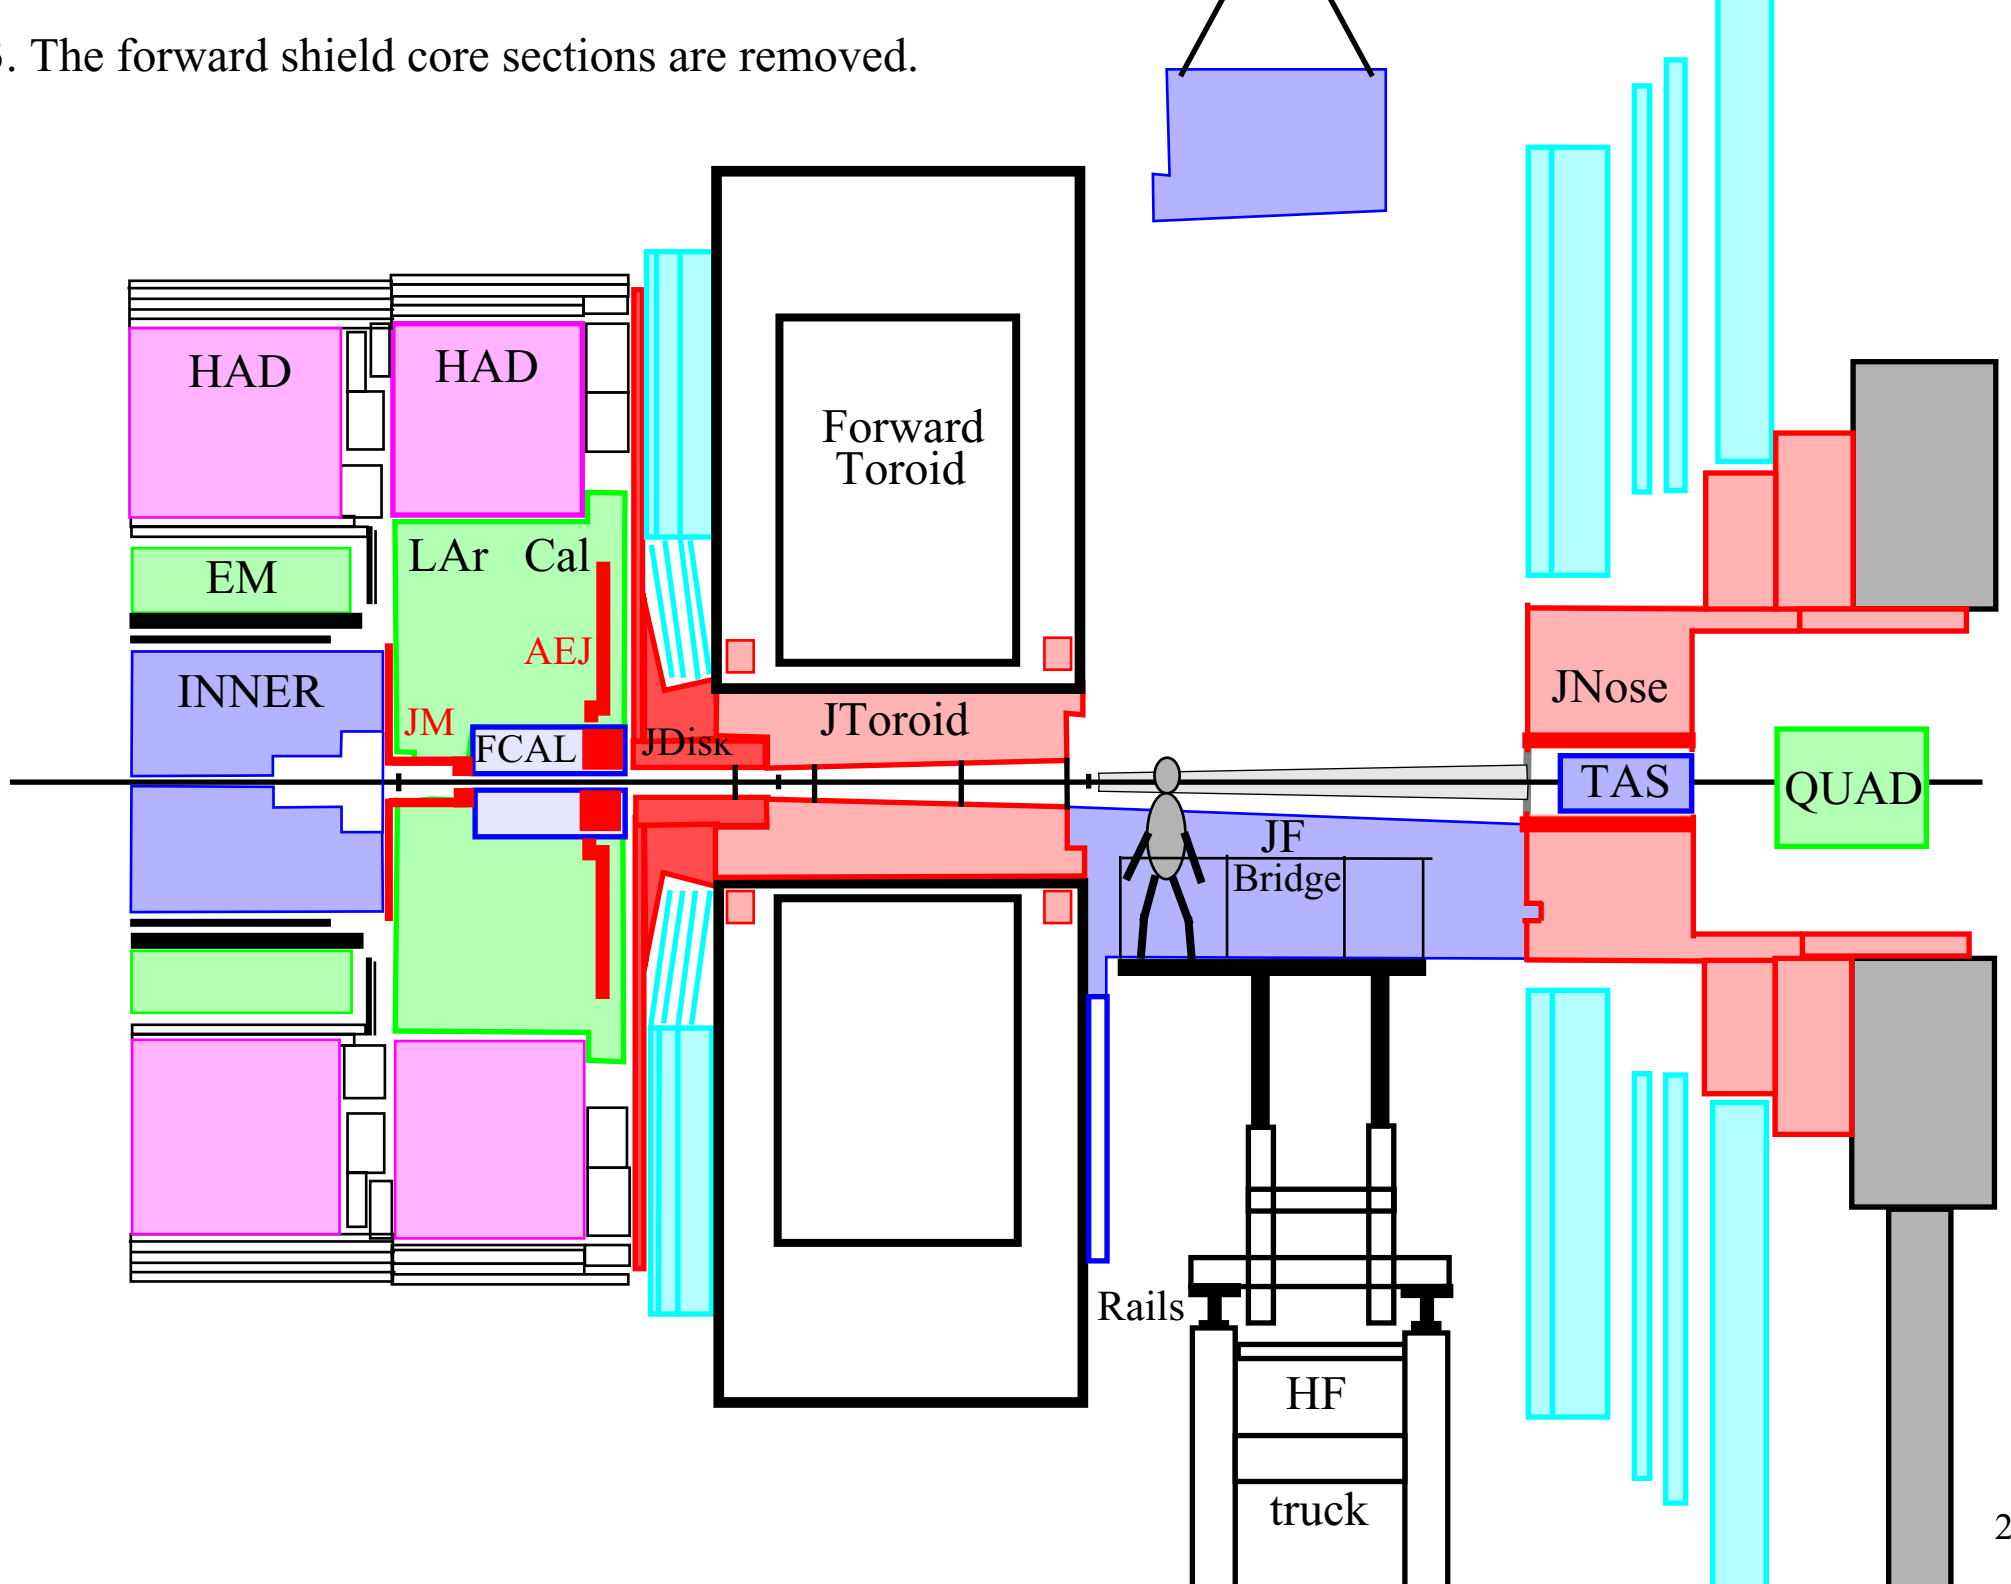 . The forward shield core sections are removed.
HAD
HAD
Forward
Toroid
LAr Cal
EM
AEJ
INNER
JM
FCAL
JDisk
JToroid
JNose
TAS
QUAD
JF
Bridge
Rails
HF
truck
2